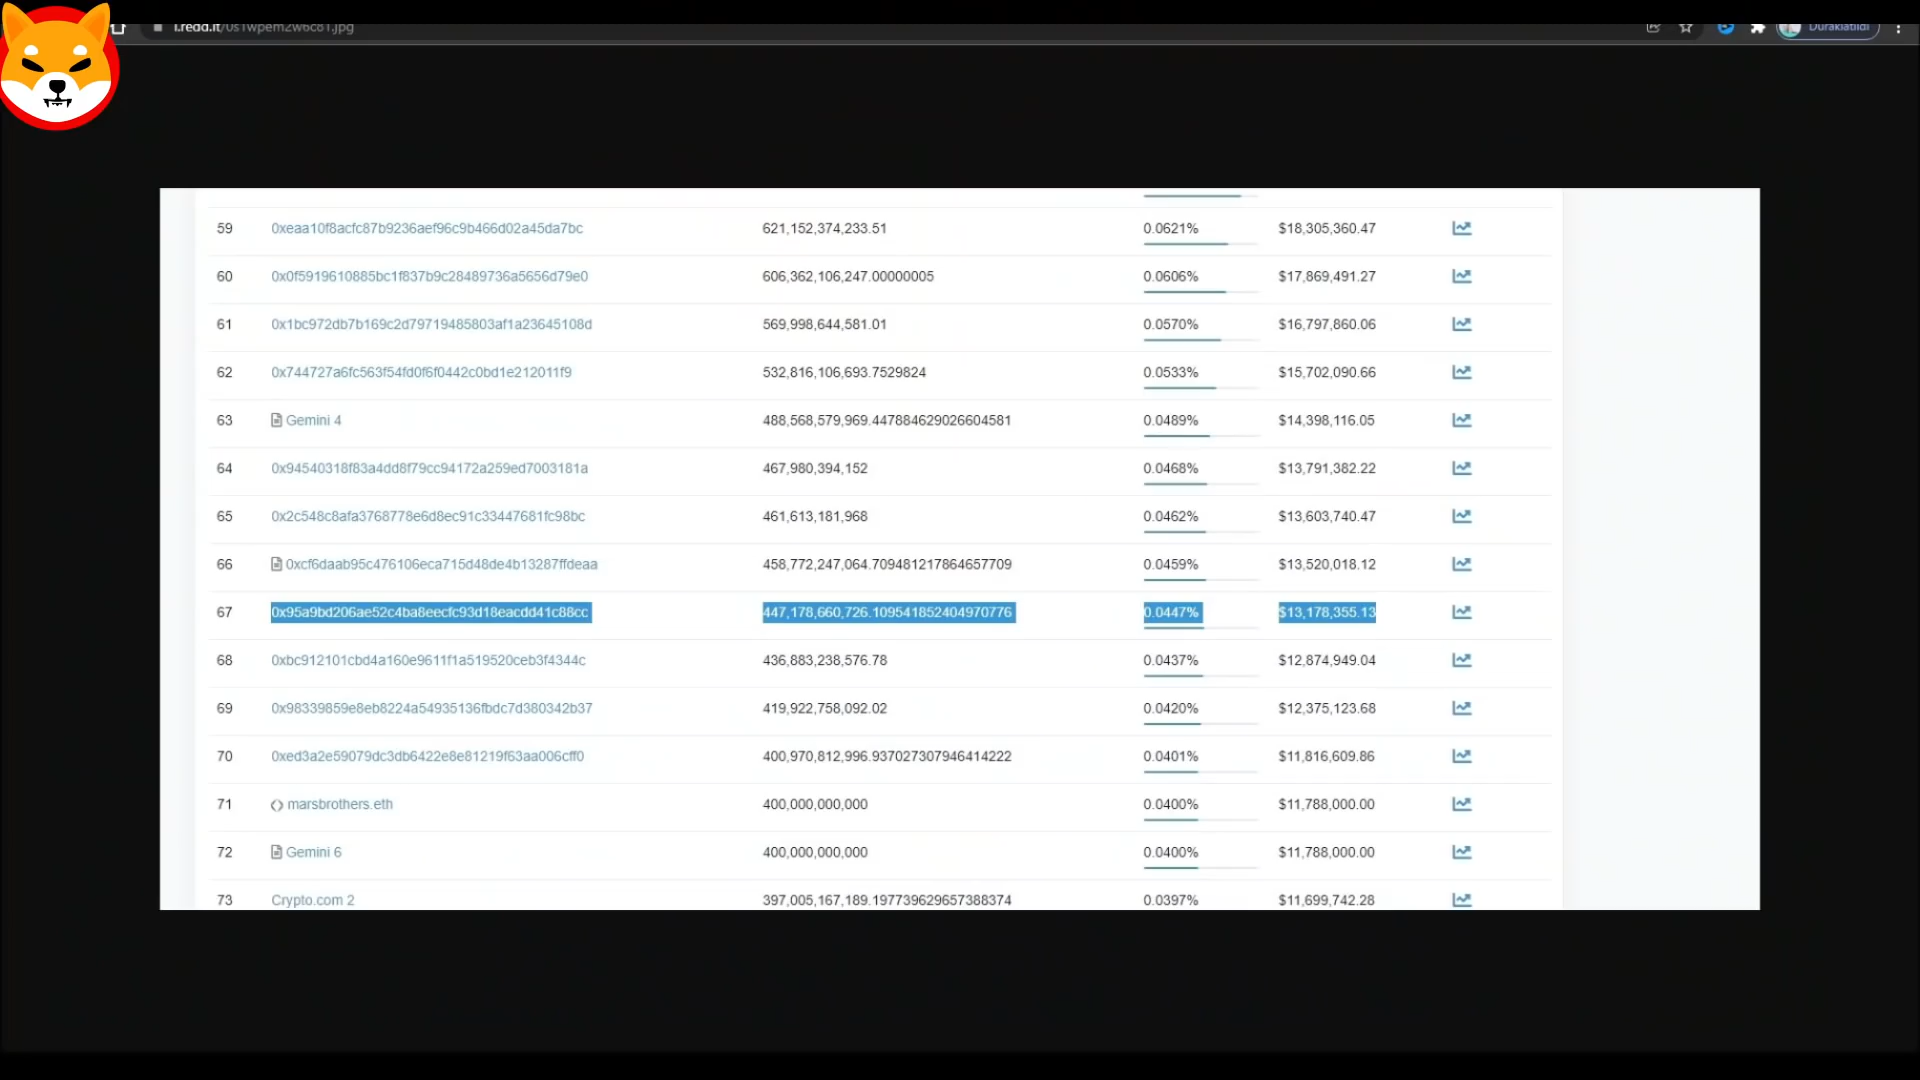 i.redd.it/0s1wpem2w6c81.jpg
Duraklatıldı
59 0xeaa10f8acfc87b9236aef96c9b466d02a45da7bc 621,152,374,233.51 0.0621% $18,305,360.47
60 0x0f5919610885bc1f837b9c28489736a5656d79e0 606,362,106,247.00000005 0.0606% $17,869,491.27
61 0x1bc972db7b169c2d79719485803af1a23645108d 569,998,644,581.01 0.0570% $16,797,860.06
62 0x744727a6fc563f54fd0f6f0442c0bd1e212011f9 532,816,106,693.7529824 0.0533% $15,702,090.66
63 Gemini 4 488,568,579,969.447884629026604581 0.0489% $14,398,116.05
64 0x94540318f83a4dd8f79cc94172a259ed7003181a 467,980,394,152 0.0468% $13,791,382.22
65 0x2c548c8afa3768778e6d8ec91c33447681fc98bc 461,613,181,968 0.0462% $13,603,740.47
66 0xcf6daab95c476106eca715d48de4b13287ffdeaa 458,772,247,064.709481217864657709 0.0459% $13,520,018.12
67 0x95a9bd206ae52c4ba8eecfc93d18eacdd41c88cc 447,178,660,726.109541852404970776 0.0447% $13,178,355.13
68 0xbc912101cbd4a160e9611f1a519520ceb3f4344c 436,883,238,576.78 0.0437% $12,874,949.04
69 0x98339859e8eb8224a54935136fbdc7d380342b37 419,922,758,092.02 0.0420% $12,375,123.68
70 0xed3a2e59079dc3db6422e8e81219f63aa006cff0 400,970,812,996.937027307946414222 0.0401% $11,816,609.86
71 marsbrothers.eth 400,000,000,000 0.0400% $11,788,000.00
72 Gemini 6 400,000,000,000 0.0400% $11,788,000.00
73 Crypto.com 2 397,005,167,189.197739629657388374 0.0397% $11,699,742.28